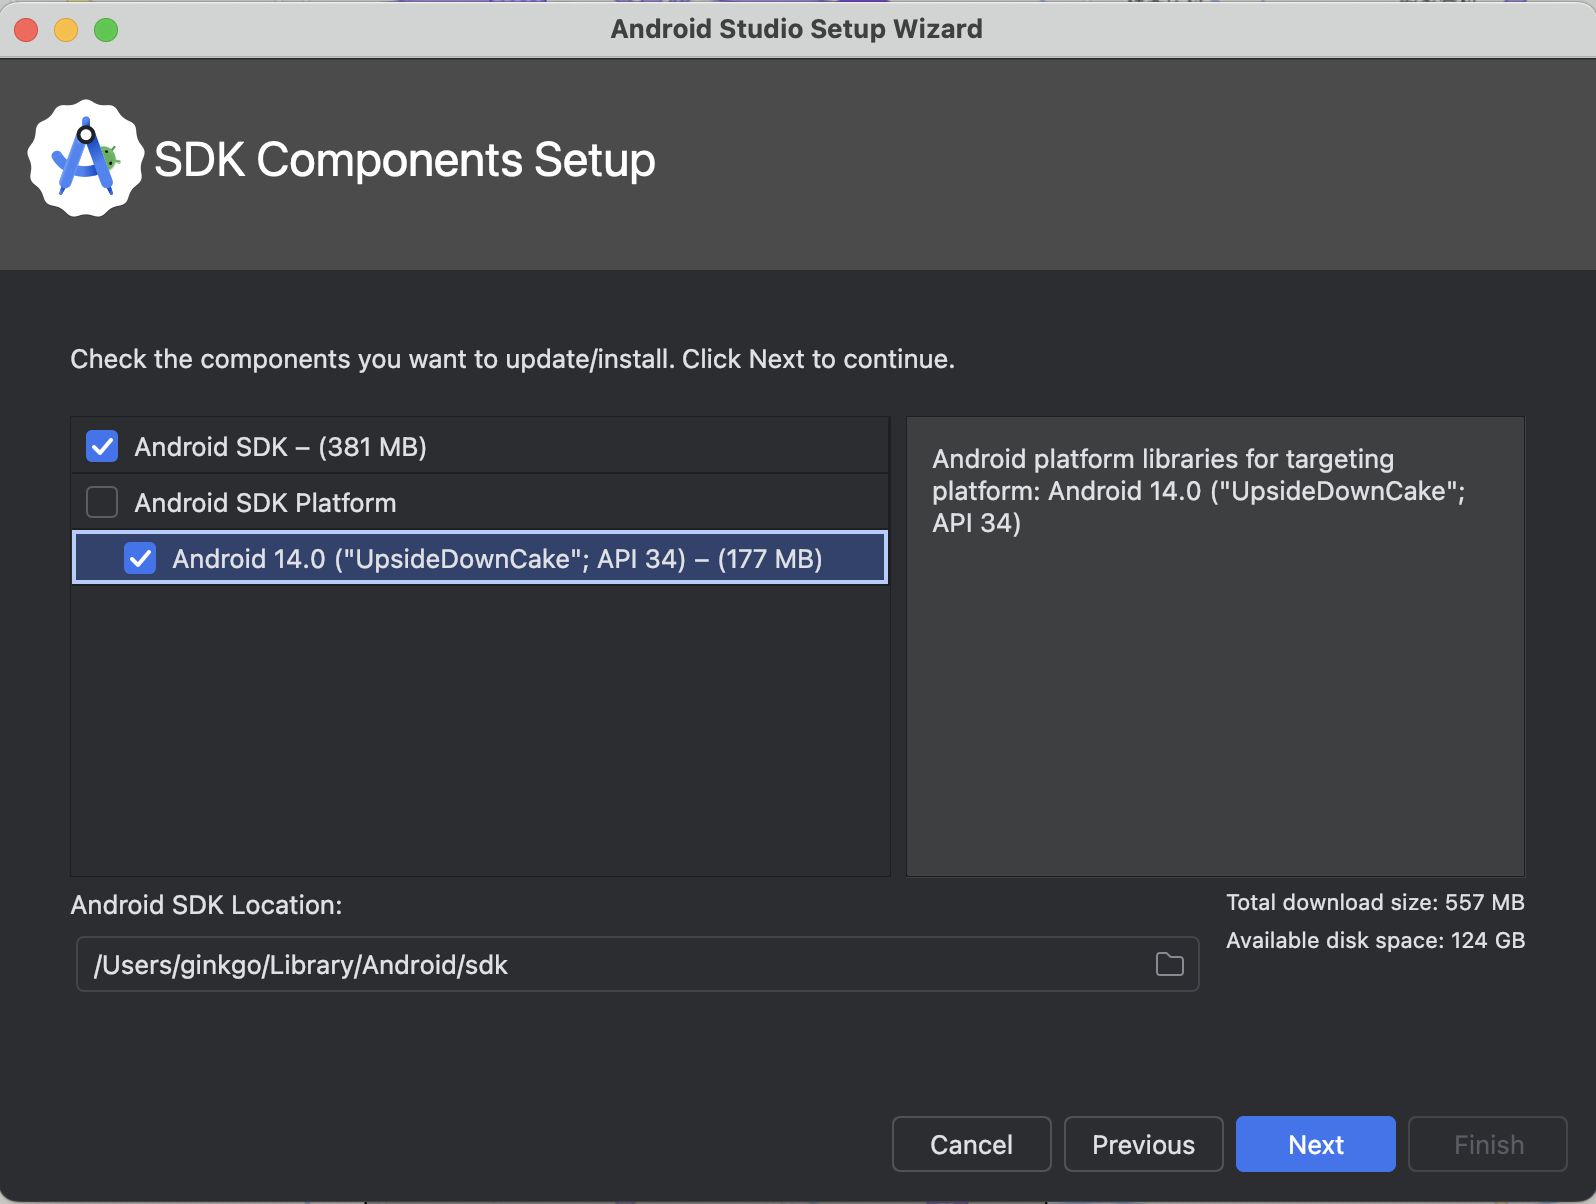 Android Studio Setup Wizard
SDK Components Setup
Check the components you want to update/install. Click Next to continue.
Android SDK – (381 MB)
Android SDK Platform
Android 14.0 ("UpsideDownCake"; API 34) – (177 MB)
Android platform libraries for targeting
platform: Android 14.0 ("UpsideDownCake";
API 34)
Android SDK Location:
/Users/ginkgo/Library/Android/sdk
Total download size: 557 MB
Available disk space: 124 GB
Cancel
Previous
Next
Finish